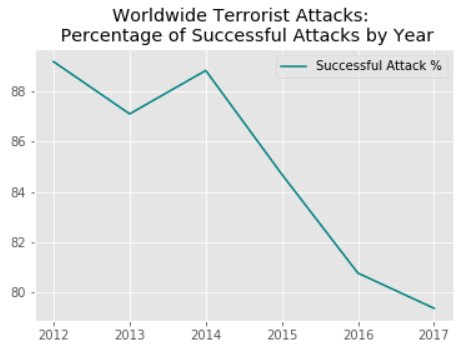 Worldwide Terrorist Attacks:
Percentage of Successful Attacks by Year
Successful Attack %
88
86
84
82
80
2012 2013 2014 2015 2016 2017